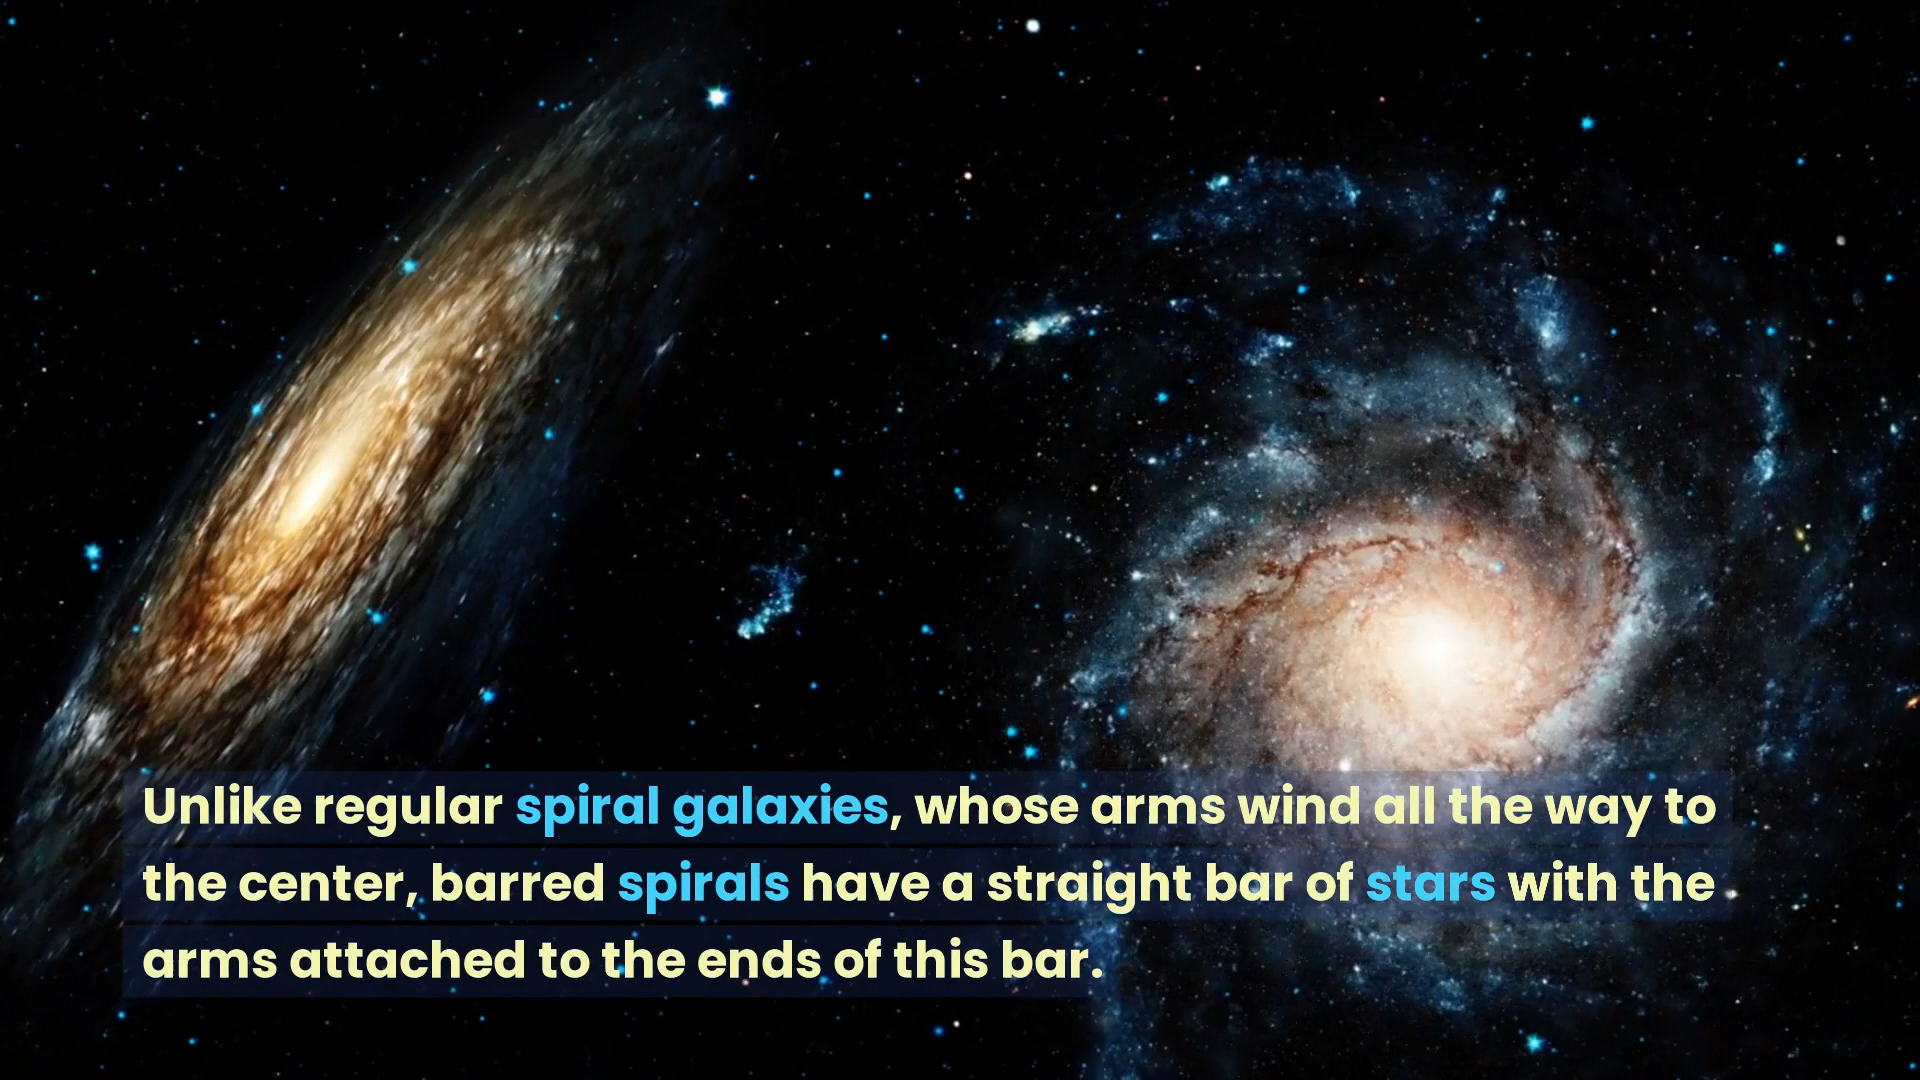 Unlike regular spiral galaxies, whose arms wind all the way to
the center, barred spirals have a straight bar of stars with the
arms attached to the ends of this bar.